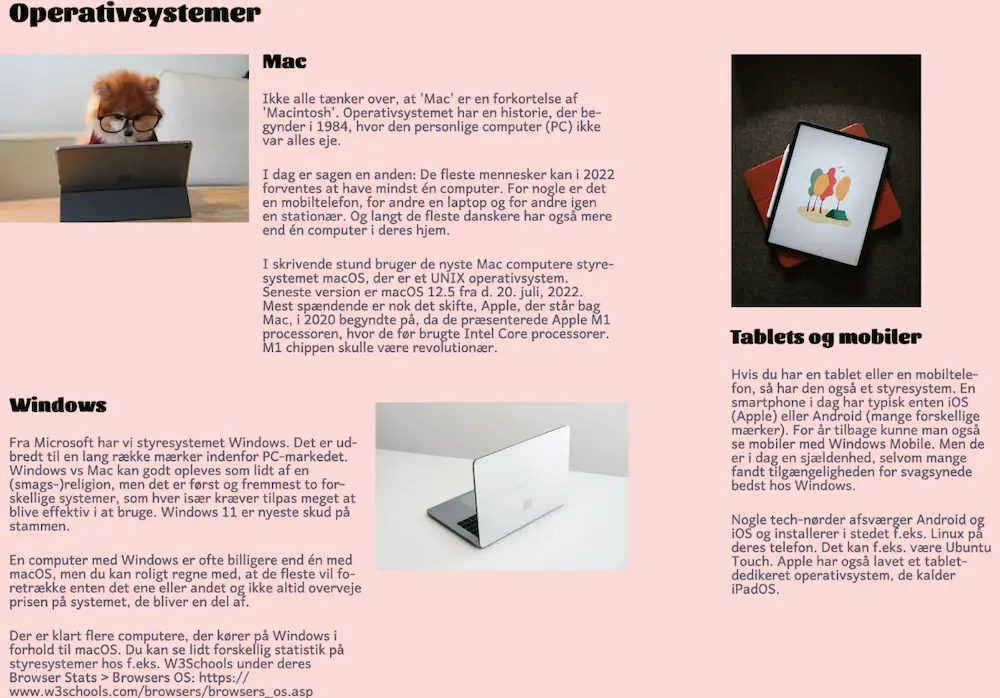 Operativsystemer
Mac
Ikke alle tænker over, at 'Mac' er en forkortelse af
'Macintosh'. Operativsystemet har en historie, der be-
gynder i 1984, hvor den personlige computer (PC) ikke
var alles eje.
I dag er sagen en anden: De fleste mennesker kan i 2022
forventes at have mindst én computer. For nogle er det
en mobiltelefon, for andre en laptop og for andre igen
en stationær. Og langt de fleste danskere har også mere
end én computer i deres hjem.
I skrivende stund bruger de nyste Mac computere styre-
systemet macOS, der er et UNIX operativsystem.
Seneste version er macOS 12.5 fra d. 20. juli, 2022.
Mest spændende er nok det skifte, Apple, der står bag
Mac, i 2020 begyndte på, da de præsenterede Apple M1
processoren, hvor de før brugte Intel Core processorer.
M1 chippen skulle være revolutionær.
Windows
Fra Microsoft har vi styresystemet Windows. Det er ud-
bredt til en lang række mærker indenfor PC-markedet.
Windows vs Mac kan godt opleves som lidt af en
(smags-)religion, men det er først og fremmest to for-
skellige systemer, som hver især kræver tilpas meget at
blive effektiv i at bruge. Windows 11 er nyeste skud på
stammen.
En computer med Windows er ofte billigere end én med
macOS, men du kan roligt regne med, at de fleste vil fo-
retrække enten det ene eller andet og ikke altid overveje
prisen på systemet, de bliver en del af.
Der er klart flere computere, der kører på Windows i
forhold til macOS. Du kan se lidt forskellig statistik på
styresystemer hos f.eks. W3Schools under deres
Browser Stats > Browsers OS: https://
www.w3schools.com/browsers/browsers_os.asp
Tablets og mobiler
Hvis du har en tablet eller en mobiltele-
fon, så har den også et styresystem. En
smartphone i dag har typisk enten iOS
(Apple) eller Android (mange forskellige
mærker). For år tilbage kunne man også
se mobiler med Windows Mobile. Men de
er i dag en sjældenhed, selvom mange
fandt tilgængeligheden for svagsynede
bedst hos Windows.
Nogle tech-nørder afsværger Android og
iOS og installerer i stedet f.eks. Linux på
deres telefon. Det kan f.eks. være Ubuntu
Touch. Apple har også lavet et tablet-
dedikeret operativsystem, de kalder
iPadOS.